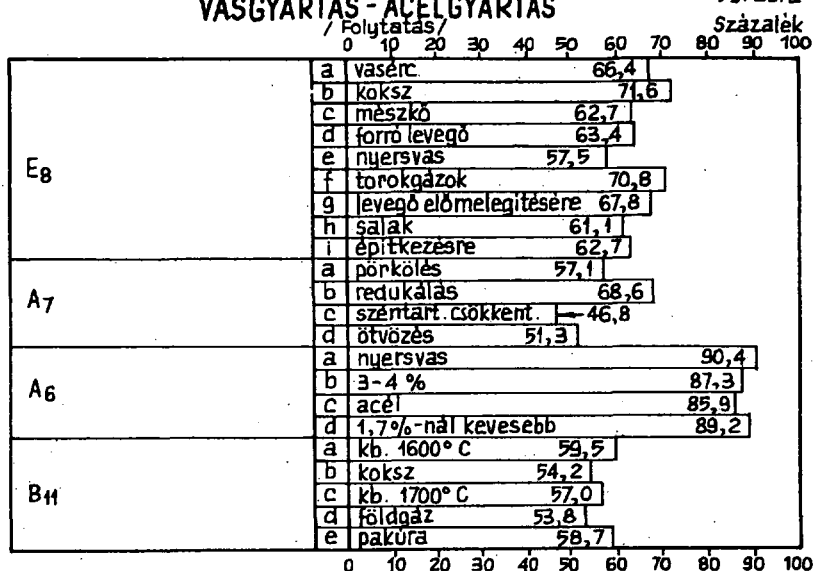 VASGYÁRTÁS - ACÉLGYÁRTÁS
/ Folytatás/
Százalék
0 10 20 30 40 50 60 70 80 90 100
E8
a vasérc 66,4
b koksz 71,6
c mészkő 62,7
d forró levegő 63,4
e nyersvas 57,5
f torokgázok 70,8
g levegő előmelegítésére 67,8
h salak 61,1
i építkezésre 62,7
A7
a pörkölés 57,1
b redukálás 68,6
c széntart. csökkent. 46,8
d ötvözés 51,3
A6
a nyersvas 90,4
b 3-4 % 87,3
c acél 85,9
d 1,7%-nál kevesebb 89,2
B11
a kb. 1600° C 59,5
b koksz 54,2
c kb. 1700° C 57,0
d földgáz 53,8
e pakura 58,7
0 10 20 30 40 50 60 70 80 90 100